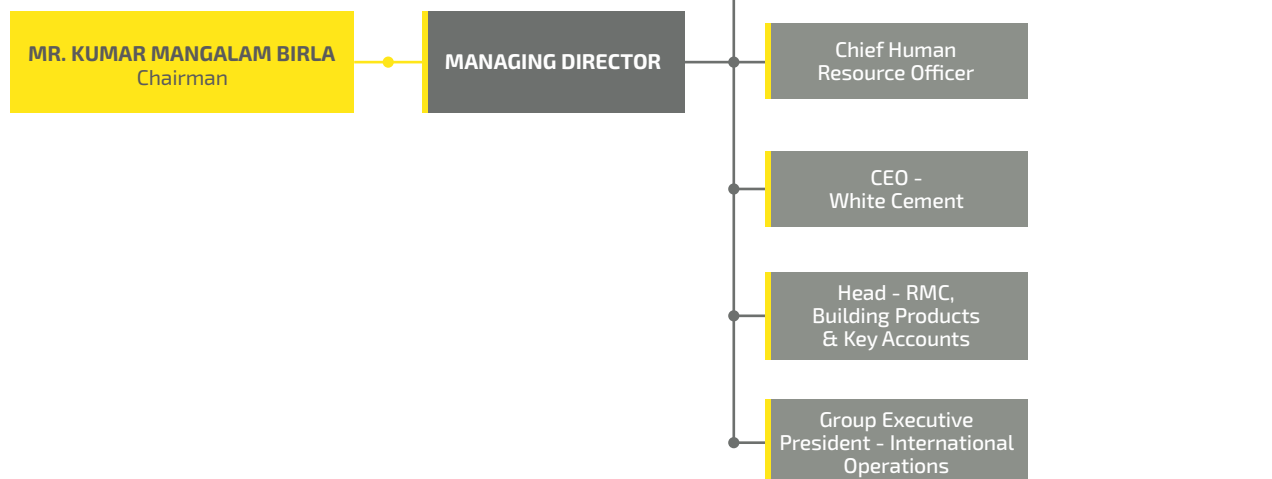 MR. KUMAR MANGALAM BIRLA
Chairman
MANAGING DIRECTOR
Chief Human
Resource Officer
CEO -
White Cement
Head - RMC,
Building Products
& Key Accounts
Group Executive
President - International
Operations